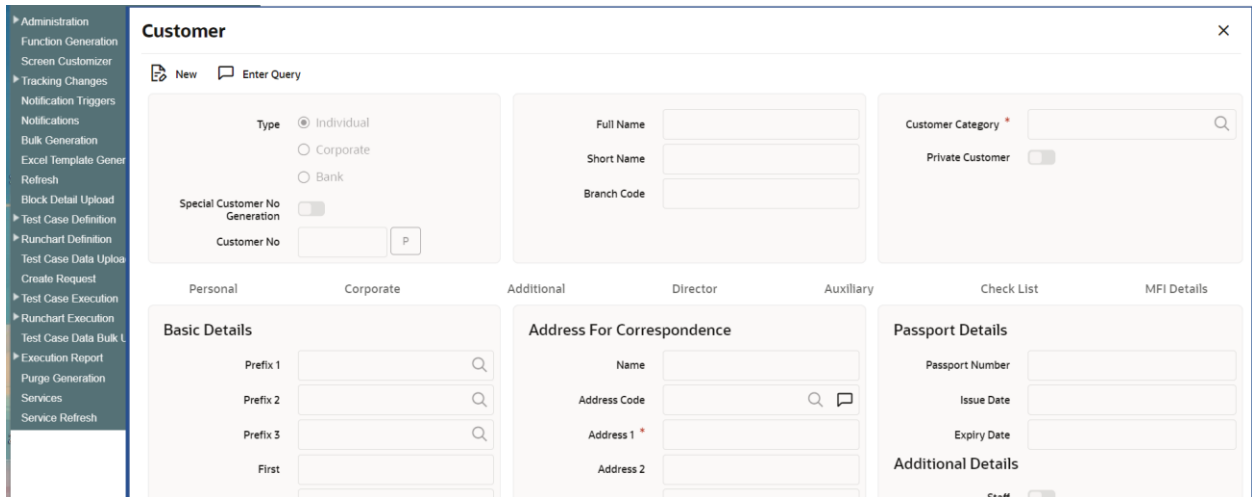 Administration
Function Generation
Screen Customizer
Tracking Changes
Notification Triggers
Notifications
Bulk Generation
Excel Template Gener
Refresh
Block Detail Upload
Test Case Definition
Runchart Definition
Test Case Data Uploa
Create Request
Test Case Execution
Runchart Execution
Test Case Data Bulk U
Execution Report
Purge Generation
Services
Service Refresh
Customer
New Enter Query
Type Individual
Corporate
Bank
Special Customer No
Generation
Customer No P
Full Name
Short Name
Branch Code
Customer Category *
Private Customer
Personal Corporate Additional Director Auxiliary Check List MFI Details
Basic Details
Prefix 1
Prefix 2
Prefix 3
First
Address For Correspondence
Name
Address Code
Address 1 *
Address 2
Passport Details
Passport Number
Issue Date
Expiry Date
Additional Details
Staff